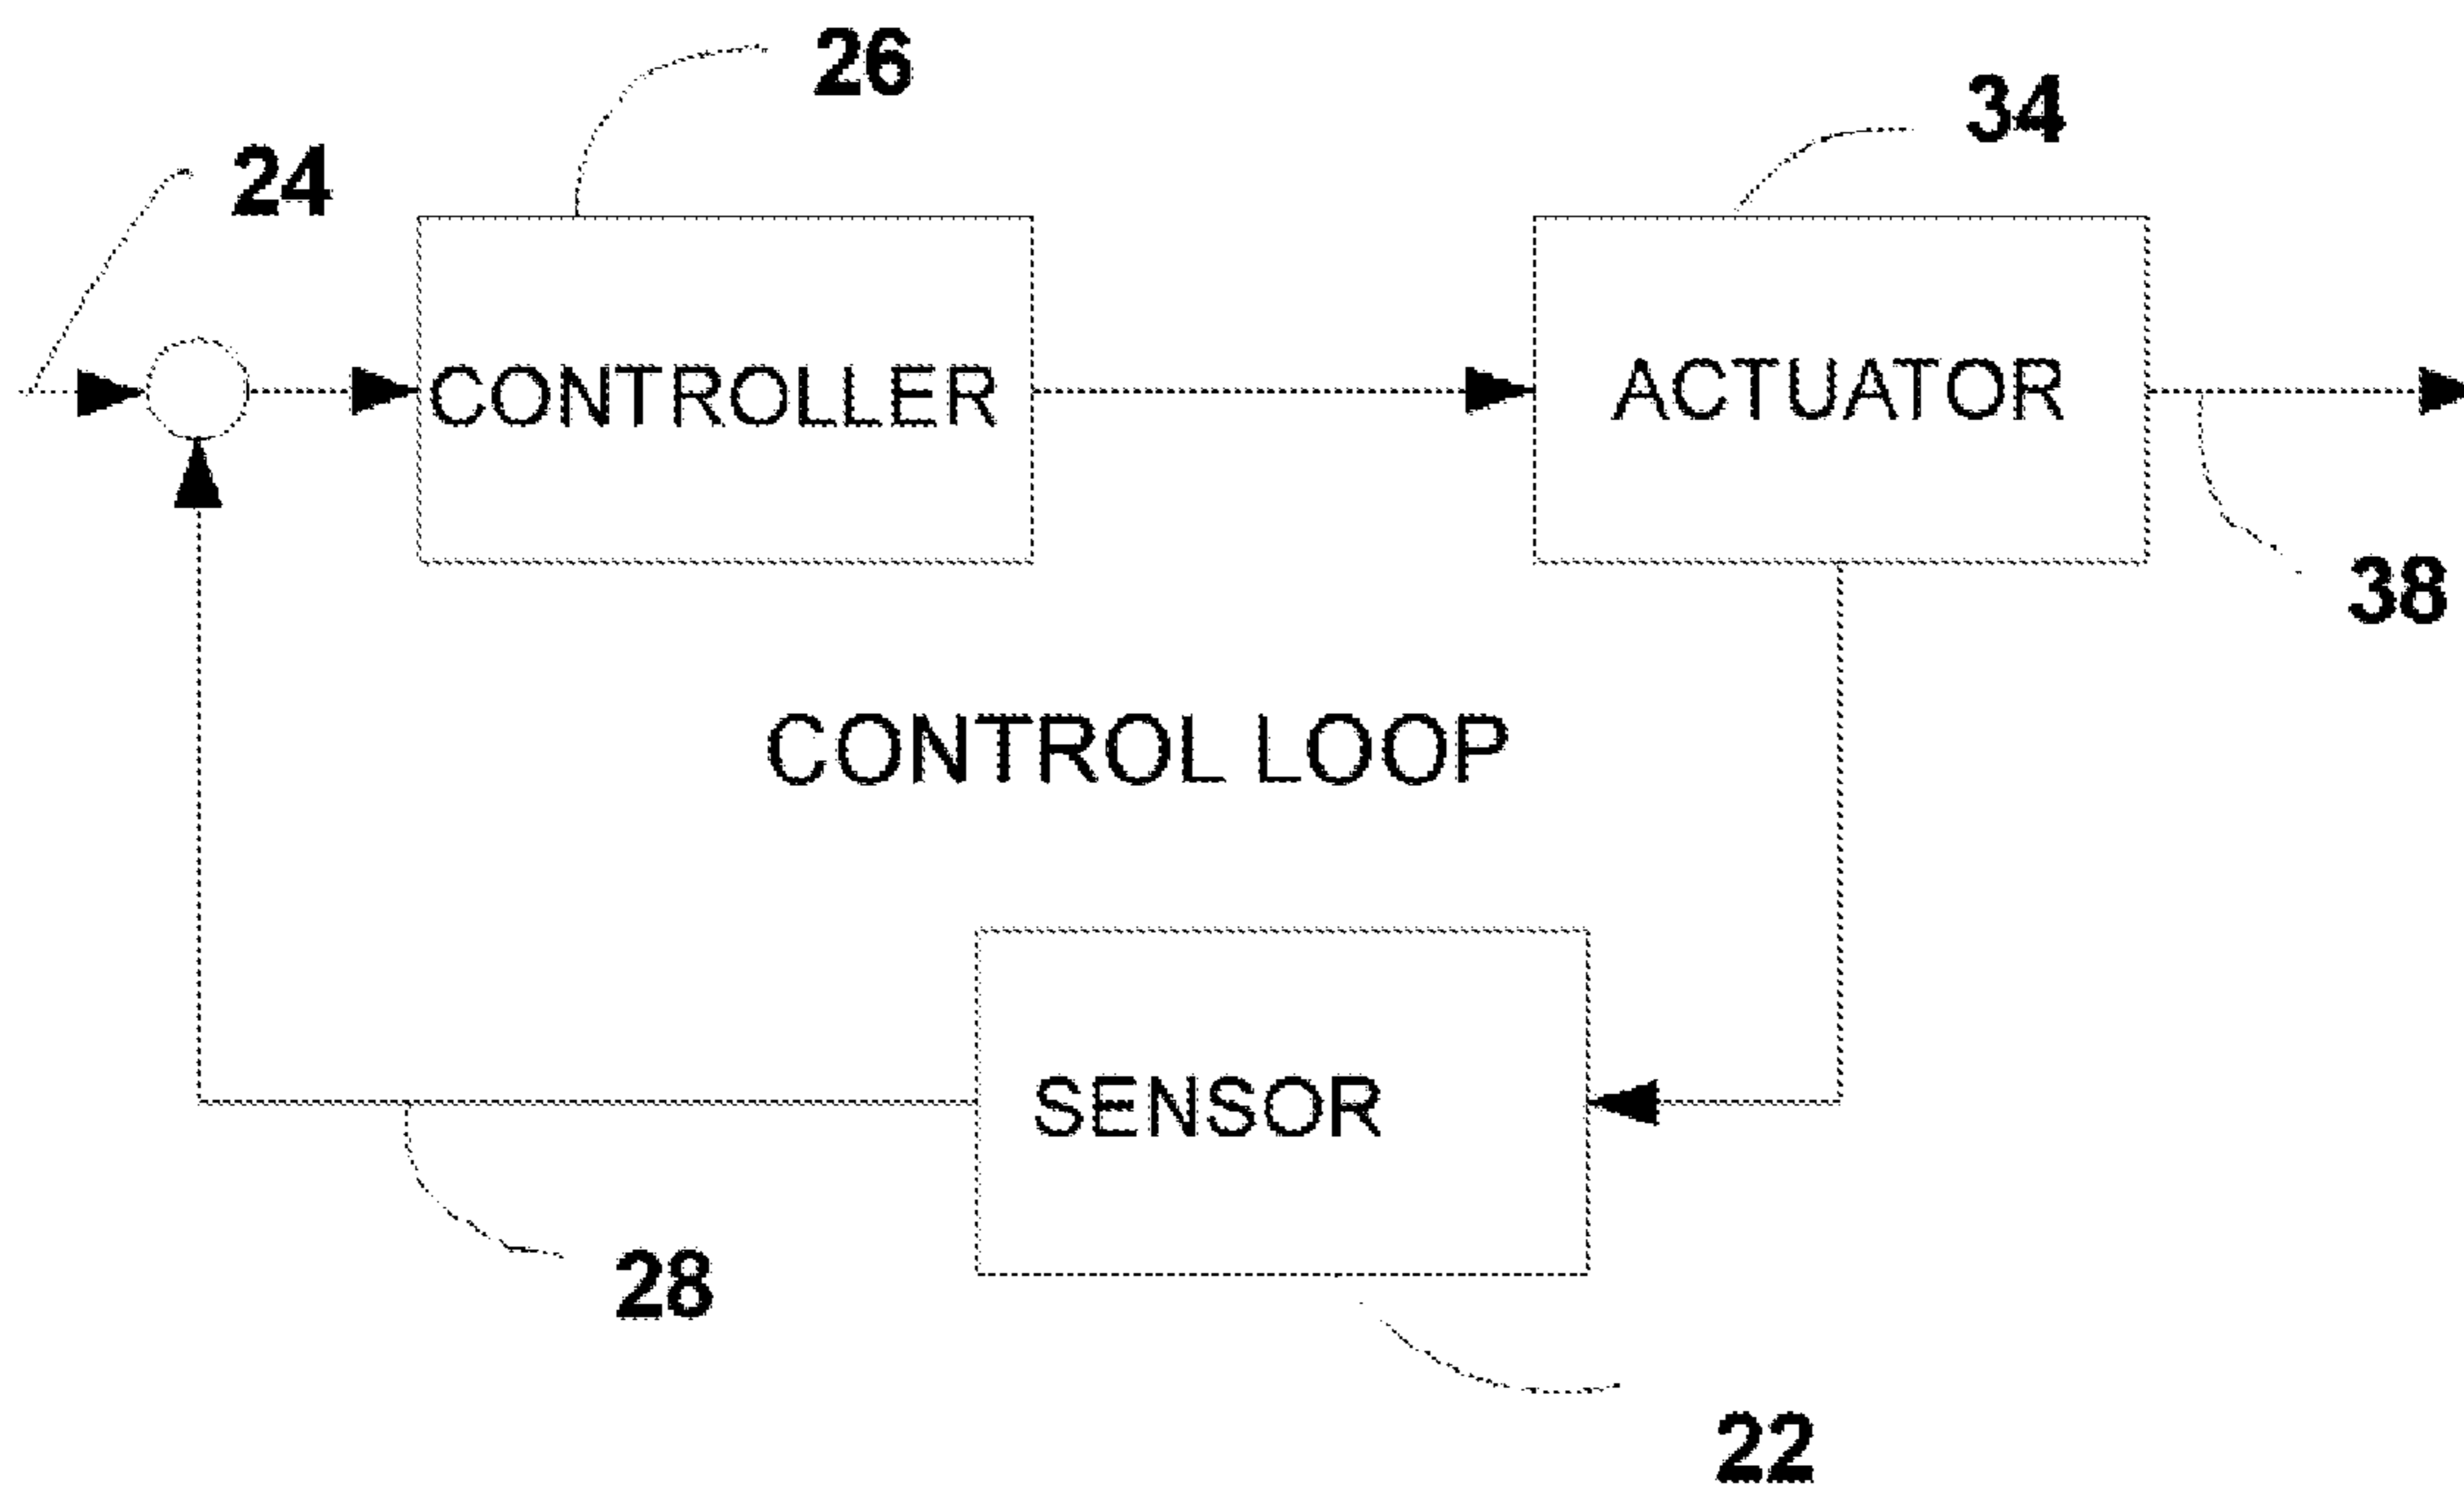 26
34
24
CONTROLLER
ACTUATOR
38
CONTROL LOOP
SENSOR
28
22